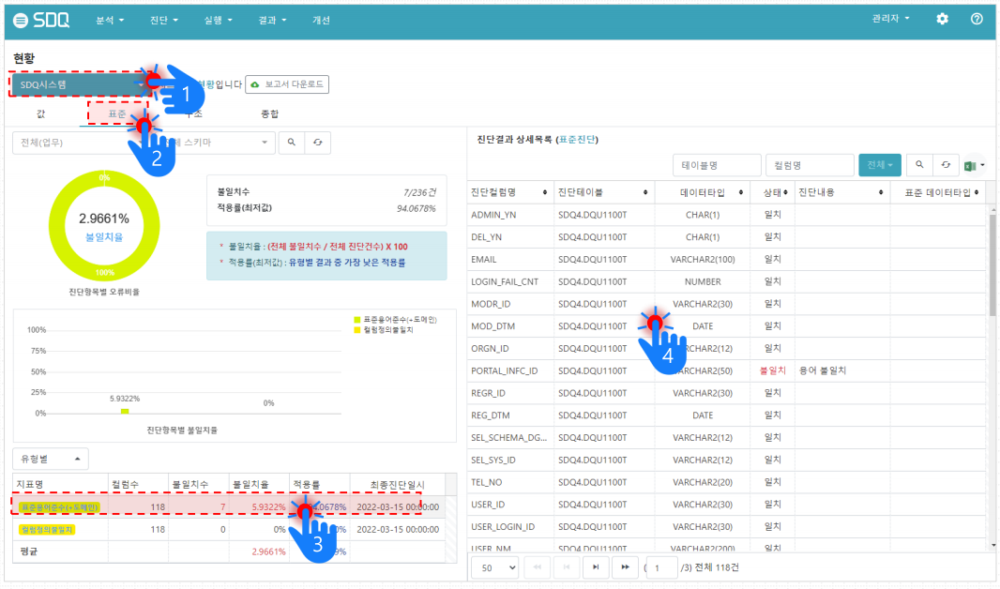 SDQ 분석 진단 실행 결과 개선 관리자
현황
SDQ시스템 현황입니다 보고서 다운로드
1
값 표준 구조 종합
2
전체(업무) 스키마
0%
2.9661%
불일치율
100%
진단항목별 오류비율
불일치수 7/236건
적용률(최저값) 94.0678%
* 불일치율 : (전체 불일치수 / 전체 진단건수) X 100
* 적용률(최저값) : 유형별 결과 중 가장 낮은 적용률
표준용어준수(+도메인)
컬럼정의불일치
100%
75%
50%
25%
0%
5.9322%
0%
진단항목별 불일치율
유형별
지표명 컬럼수 불일치수 불일치율 적용률 최종진단일시
표준용어준수(+도메인) 118 7 5.9322% 94.0678% 2022-03-15 00:00:00
컬럼정의불일치 118 0 0% 2022-03-15 00:00:00
평균 2.9661%
3
진단결과 상세목록 (표준진단)
테이블명 컬럼명 전체
진단컬럼명 진단테이블 데이터타입 상태 진단내용 표준 데이터타입
ADMIN_YN SDQ4.DQU1100T CHAR(1) 일치
DEL_YN SDQ4.DQU1100T CHAR(1) 일치
EMAIL SDQ4.DQU1100T VARCHAR2(100) 일치
LOGIN_FAIL_CNT SDQ4.DQU1100T NUMBER 일치
MODR_ID SDQ4.DQU1100T VARCHAR2(30) 일치
MOD_DTM SDQ4.DQU1100T DATE 일치
ORGN_ID SDQ4.DQU1100T VARCHAR2(12) 일치
4
PORTAL_INFC_ID SDQ4.DQU1100T VARCHAR2(50) 불일치 용어 불일치
REGR_ID SDQ4.DQU1100T VARCHAR2(30) 일치
REG_DTM SDQ4.DQU1100T DATE 일치
SEL_SCHEMA_DG... SDQ4.DQU1100T VARCHAR2(12) 일치
SEL_SYS_ID SDQ4.DQU1100T VARCHAR2(12) 일치
TEL_NO SDQ4.DQU1100T VARCHAR2(20) 일치
USER_ID SDQ4.DQU1100T VARCHAR2(30) 일치
USER_LOGIN_ID SDQ4.DQU1100T VARCHAR2(30) 일치
USER_NM SDQ4.DQU1100T VARCHAR2(200) 일치
50 ( 1 /3) 전체 118건